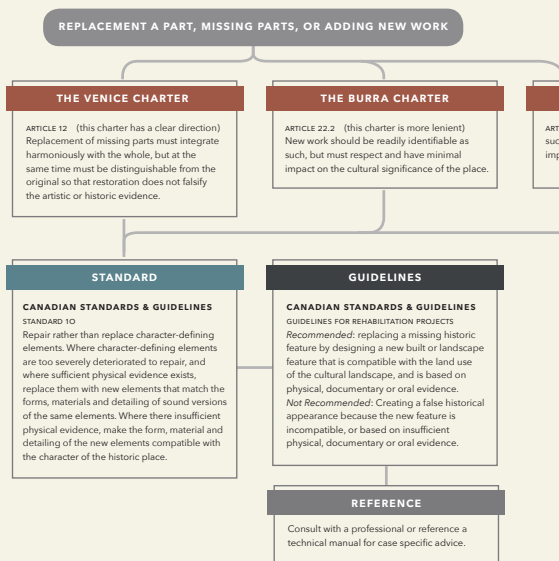 REPLACEMENT A PART, MISSING PARTS, OR ADDING NEW WORK
THE VENICE CHARTER
ARTICLE 12 (this charter has a clear direction)
Replacement of missing parts must integrate
harmoniously with the whole, but at the
same time must be distinguishable from the
original so that restoration does not falsify
the artistic or historic evidence.
THE BURRA CHARTER
ARTICLE 22.2 (this charter is more lenient)
New work should be readily identifiable as
such, but must respect and have minimal
impact on the cultural significance of the place.
STANDARD
CANADIAN STANDARDS & GUIDELINES
STANDARD 10
Repair rather than replace character-defining
elements. Where character-defining elements
are too severely deteriorated to repair, and
where sufficient physical evidence exists,
replace them with new elements that match the
forms, materials and detailing of sound versions
of the same elements. Where there insufficient
physical evidence, make the form, material and
detailing of the new elements compatible with
the character of the historic place.
GUIDELINES
CANADIAN STANDARDS & GUIDELINES
GUIDELINES FOR REHABILITATION PROJECTS
Recommended: replacing a missing historic
feature by designing a new built or landscape
feature that is compatible with the land use
of the cultural landscape, and is based on
physical, documentary or oral evidence.
Not Recommended: Creating a false historical
appearance because the new feature is
incompatible, or based on insufficient
physical, documentary or oral evidence.
REFERENCE
Consult with a professional or reference a
technical manual for case specific advice.